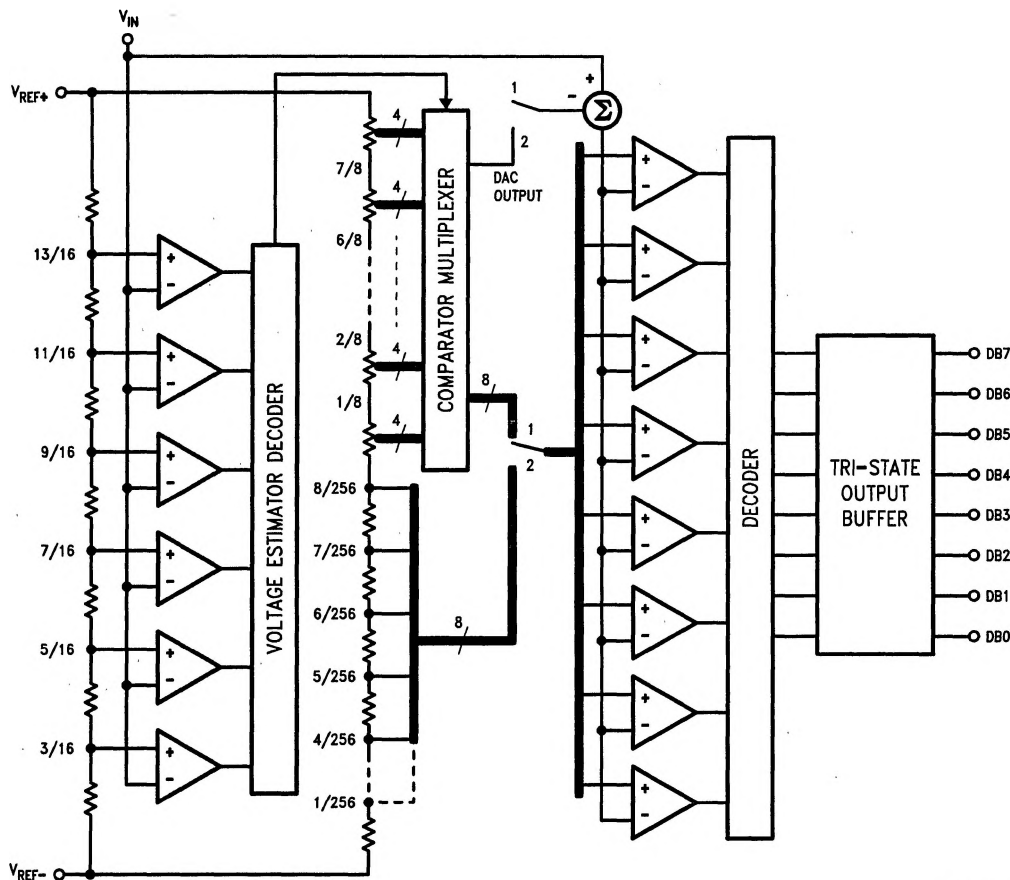 V_IN
V_REF+
13/16
11/16
9/16
7/16
5/16
3/16
V_REF-
+
-
+
-
+
-
+
-
+
-
+
-
VOLTAGE ESTIMATOR DECODER
4
7/8
4
6/8
2/8
4
1/8
4
8/256
7/256
6/256
5/256
4/256
1/256
COMPARATOR MULTIPLEXER
1
2
DAC
OUTPUT
+
-
Σ
8
1
2
8
+
-
+
-
+
-
+
-
+
-
+
-
+
-
+
-
DECODER
TRI-STATE
OUTPUT
BUFFER
DB7
DB6
DB5
DB4
DB3
DB2
DB1
DB0